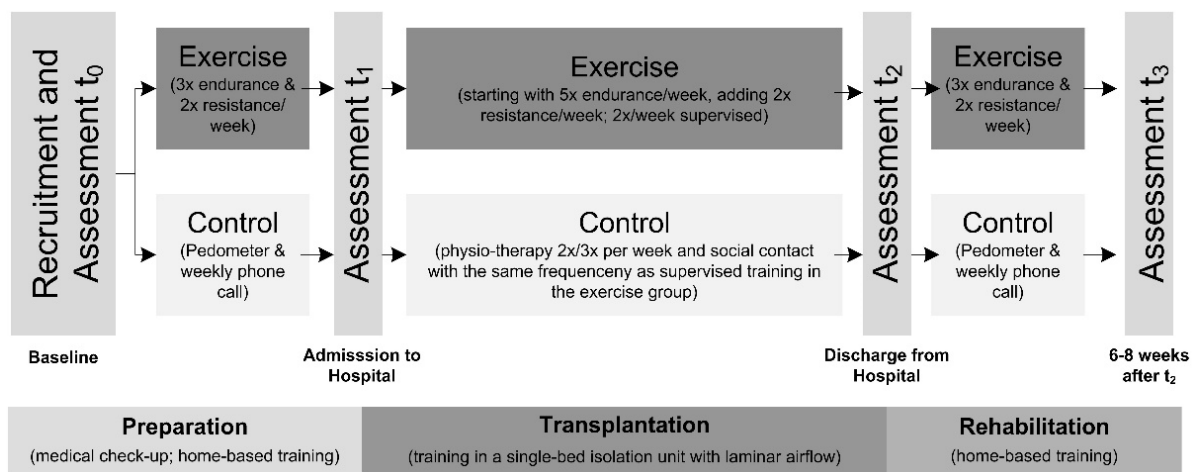 Recruitment and
Assessment t0
Exercise
(3x endurance &
2x resistance/
week)
Assessment t1
Exercise
(starting with 5x endurance/week, adding 2x
resistance/week; 2x/week supervised)
Assessment t2
Exercise
(3x endurance &
2x resistance/
week)
Assessment t3
Control
(Pedometer &
weekly phone
call)
Control
(physio-therapy 2x/3x per week and social contact
with the same frequenceny as supervised training in
the exercise group)
Control
(Pedometer &
weekly phone
call)
Baseline
Admisssion to
Hospital
Discharge from
Hospital
6-8 weeks
after t2
Preparation
(medical check-up; home-based training)
Transplantation
(training in a single-bed isolation unit with laminar airflow)
Rehabilitation
(home-based training)